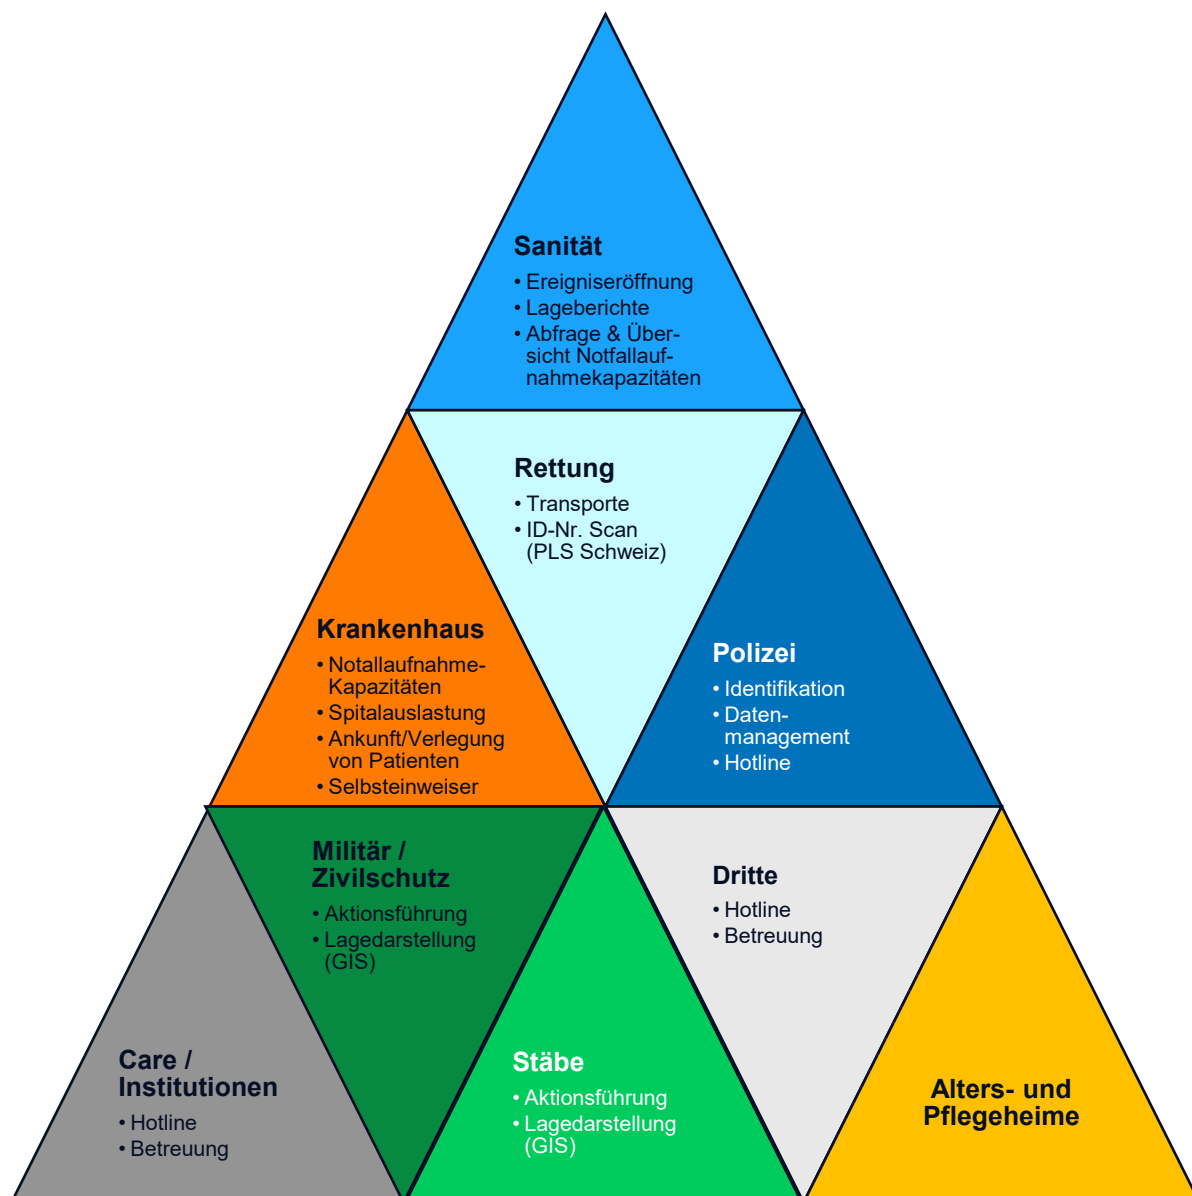 Sanität
• Ereigniseröffnung
• Lageberichte
• Abfrage & Über-
sicht Notfallauf-
nahmekapazitäten
Rettung
• Transporte
• ID-Nr. Scan
(PLS Schweiz)
Krankenhaus
• Notallaufnahme-
Kapazitäten
• Spitalauslastung
• Ankunft/Verlegung
von Patienten
• Selbsteinweiser
Polizei
• Identifikation
• Daten-
management
• Hotline
Militär /
Zivilschutz
• Aktionsführung
• Lagedarstellung
(GIS)
Dritte
• Hotline
• Betreuung
Care /
Institutionen
• Hotline
• Betreuung
Stäbe
• Aktionsführung
• Lagedarstellung
(GIS)
Alters- und
Pflegeheime